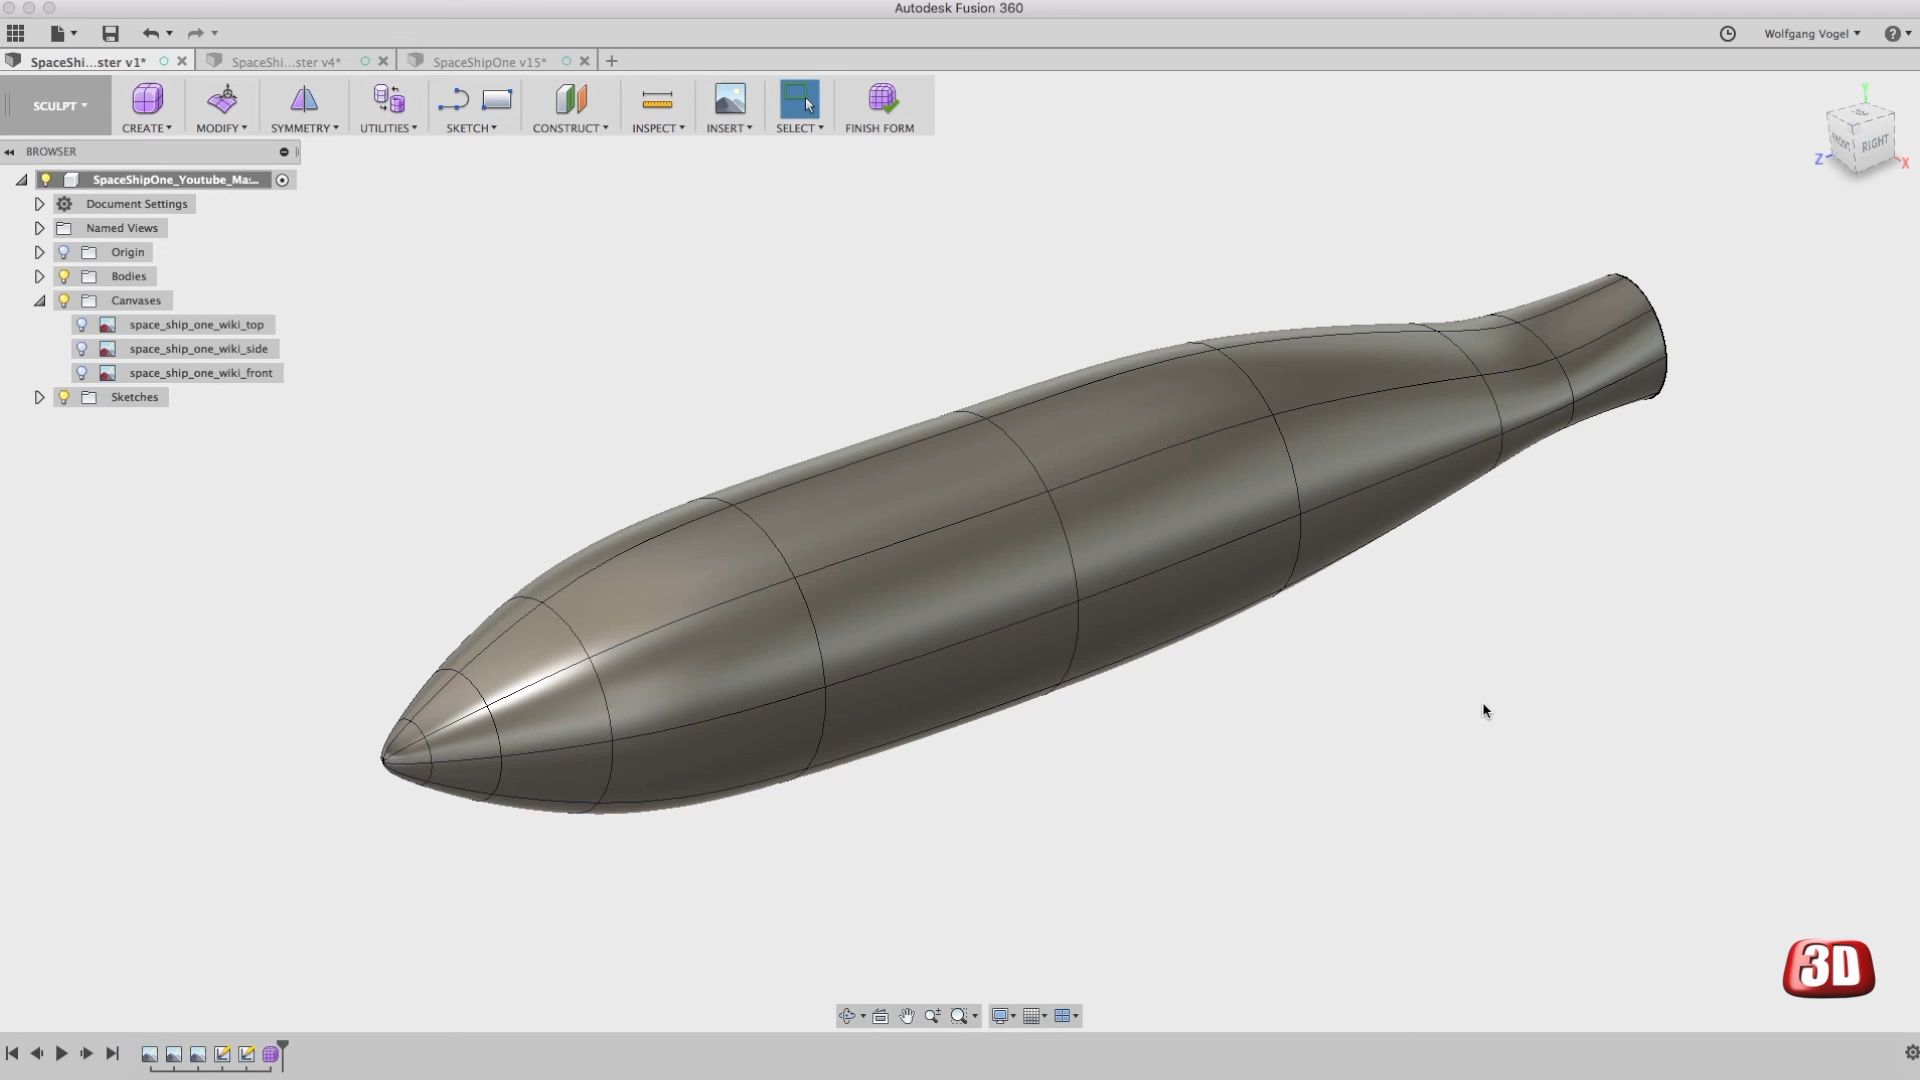 Autodesk Fusion 360
Wolfgang Vogel
SpaceShi...ster v1*
SpaceShi...ster v4*
SpaceShipOne v15*
SCULPT
CREATE
MODIFY
SYMMETRY
UTILITIES
SKETCH
CONSTRUCT
INSPECT
INSERT
SELECT
FINISH FORM
BROWSER
SpaceShipOne_Youtube_Ma...
Document Settings
Named Views
Origin
Bodies
Canvases
space_ship_one_wiki_top
space_ship_one_wiki_side
space_ship_one_wiki_front
Sketches
Y
RIGHT
Z
X
3D